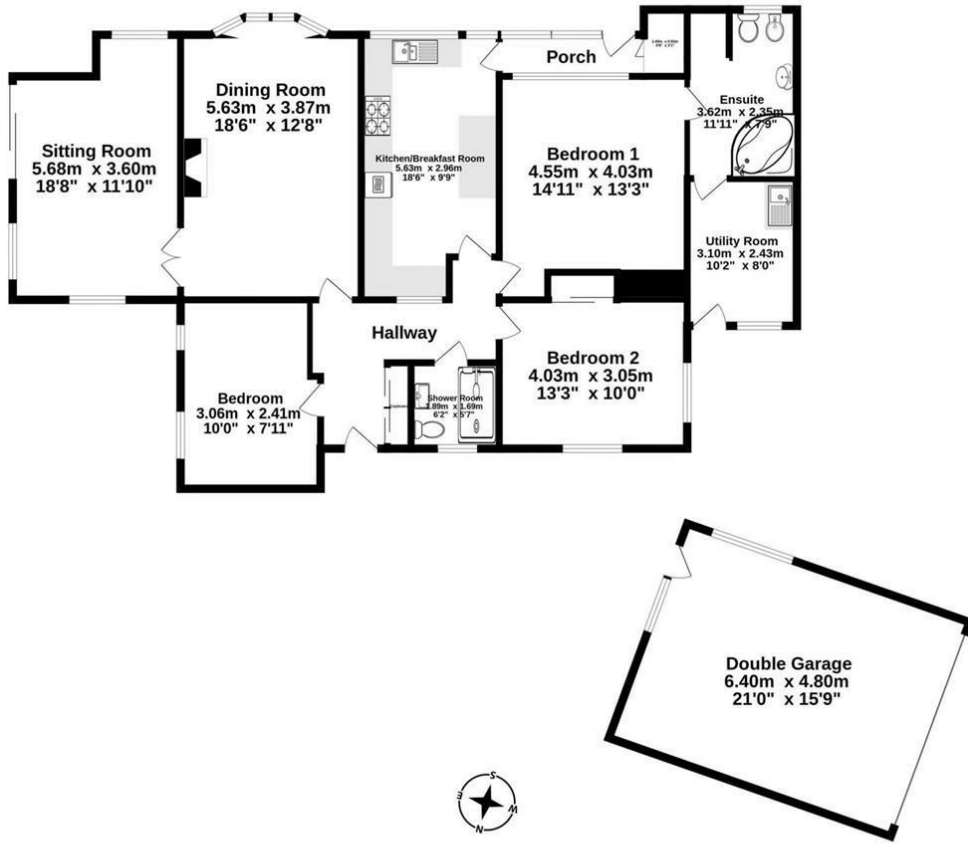 Porch
Dining Room
5.63m x 3.87m
18'6" x 12'8"
Sitting Room
5.68m x 3.60m
18'8" x 11'10"
Kitchen/Breakfast Room
5.63m x 2.96m
18'6" x 9'9"
Bedroom 1
4.55m x 4.03m
14'11" x 13'3"
Ensuite
3.62m x 2.35m
11'11" x 7'9"
Utility Room
3.10m x 2.43m
10'2" x 8'0"
Hallway
Bedroom 2
4.03m x 3.05m
13'3" x 10'0"
Bedroom
3.06m x 2.41m
10'0" x 7'11"
Shower Room
1.89m x 1.69m
6'2" x 5'7"
Double Garage
6.40m x 4.80m
21'0" x 15'9"
S
E
W
N